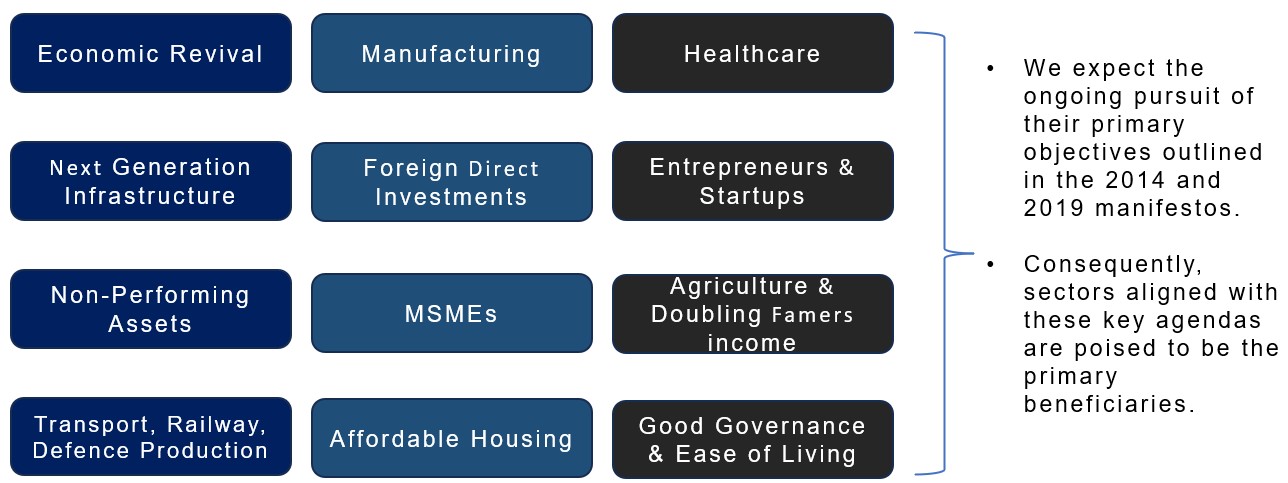 Economic Revival
Manufacturing
Healthcare
Next Generation
Infrastructure
Foreign Direct
Investments
Entrepreneurs &
Startups
Non-Performing
Assets
MSMEs
Agriculture &
Doubling Famers
income
Transport, Railway,
Defence Production
Affordable Housing
Good Governance
& Ease of Living
• We expect the
ongoing pursuit of
their primary
objectives outlined
in the 2014 and
2019 manifestos.
• Consequently,
sectors aligned with
these key agendas
are poised to be the
primary
beneficiaries.